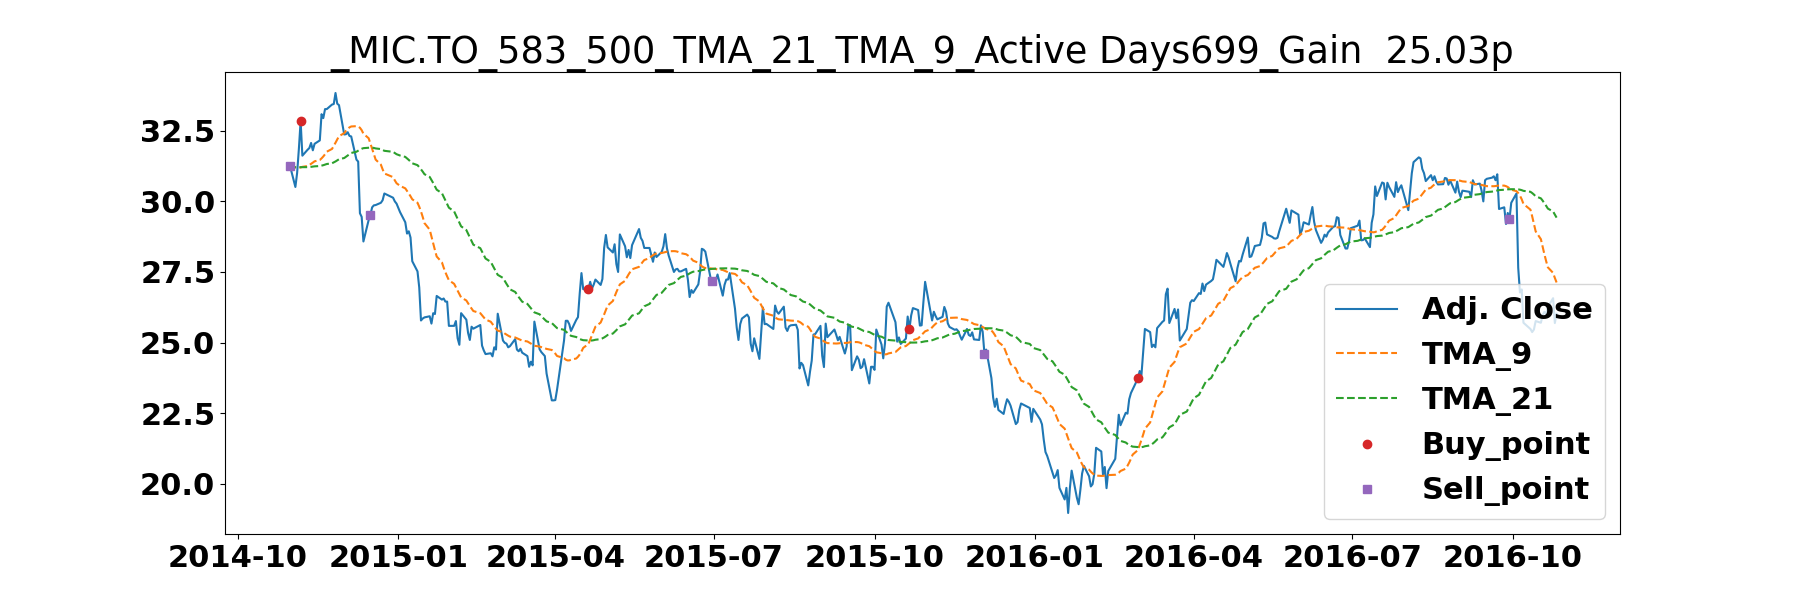 _MIC.TO_583_500_TMA_21_TMA_9_Active Days699_Gain  25.03p
32.5
30.0
27.5
25.0
22.5
20.0
2014-10 2015-01 2015-04 2015-07 2015-10 2016-01 2016-04 2016-07 2016-10
Adj. Close
TMA_9
TMA_21
Buy_point
Sell_point